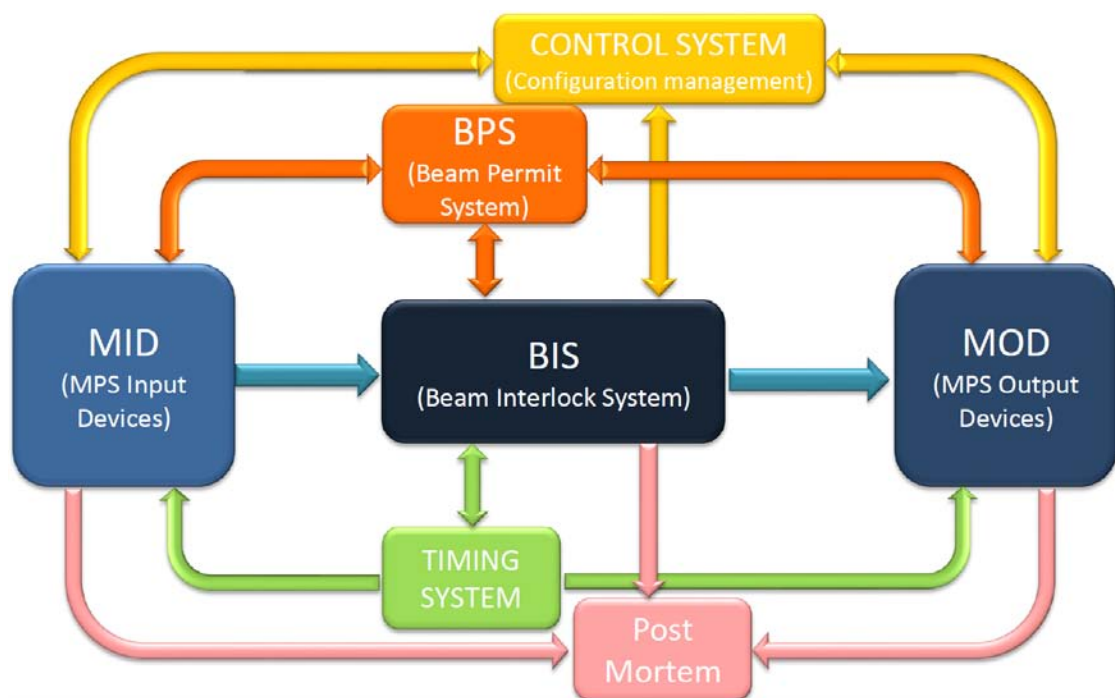 CONTROL SYSTEM
(Configuration management)
BPS
(Beam Permit
System)
MID
(MPS Input
Devices)
BIS
(Beam Interlock System)
MOD
(MPS Output
Devices)
TIMING
SYSTEM
Post
Mortem